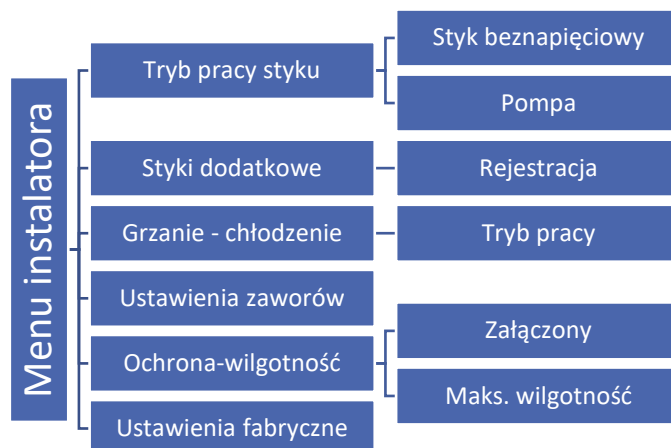 Menu instalatora
Tryb pracy styku
Styk beznapięciowy
Pompa
Styki dodatkowe
Rejestracja
Grzanie - chłodzenie
Tryb pracy
Ustawienia zaworów
Ochrona-wilgotność
Załączony
Maks. wilgotność
Ustawienia fabryczne